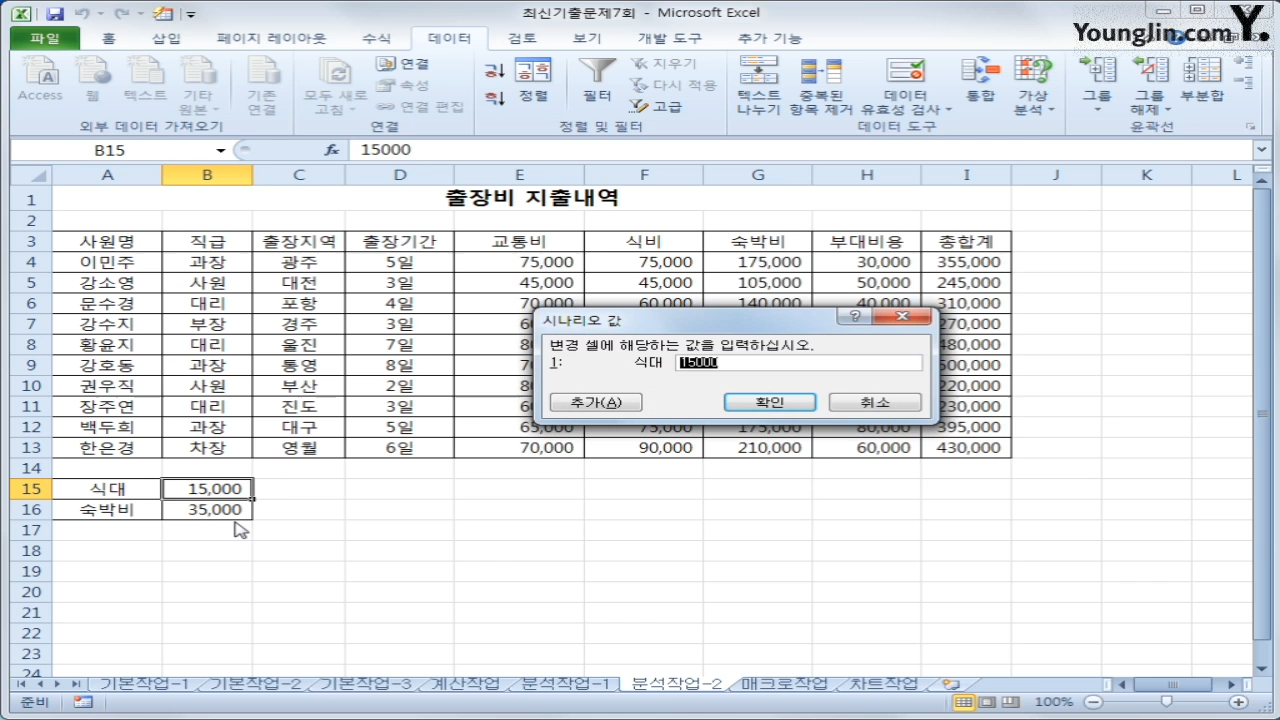 최신기출문제7회 - Microsoft Excel
Younglin.com Y.
파일 홈 삽입 페이지 레이아웃 수식 데이터 검토 보기 개발 도구 추가 기능
Access 웹 텍스트 기타 원본 기존 연결 모두 새로 고침 연결 속성 연결 편집 정렬 필터 지우기 다시 적용 고급 텍스트 나누기 중복된 항목 제거 데이터 유효성 검사 통합 가상 분석 그룹 그룹 해제 부분합
외부 데이터 가져오기 연결 정렬 및 필터 데이터 도구 윤곽선
B15 fx 15000
A B C D E F G H I J K L
1 출장비 지출내역
2
3 사원명 직급 출장지역 출장기간 교통비 식비 숙박비 부대비용 총합계
4 이민주 과장 광주 5일 75,000 75,000 175,000 30,000 355,000
5 강소영 사원 대전 3일 45,000 45,000 105,000 50,000 245,000
6 문수경 대리 포항 4일 70,000 60,000 140,000 40,000 310,000
7 강수지 부장 경주 3일 270,000
8 황윤지 대리 울진 7일 480,000
9 강호동 과장 통영 8일 500,000
10 권우직 사원 부산 2일 220,000
11 장주연 대리 진도 3일 230,000
12 백두희 과장 대구 5일 65,000 75,000 175,000 80,000 395,000
13 한은경 차장 영월 6일 70,000 90,000 210,000 60,000 430,000
14
15 식대 15,000
16 숙박비 35,000
17
18
19
20
21
22
23
24
시나리오 값
변경 셀에 해당하는 값을 입력하십시오.
1: 식대 15000
추가(A) 확인 취소
기본작업-1 기본작업-2 기본작업-3 계산작업 분석작업-1 분석작업-2 매크로작업 차트작업
준비 100%